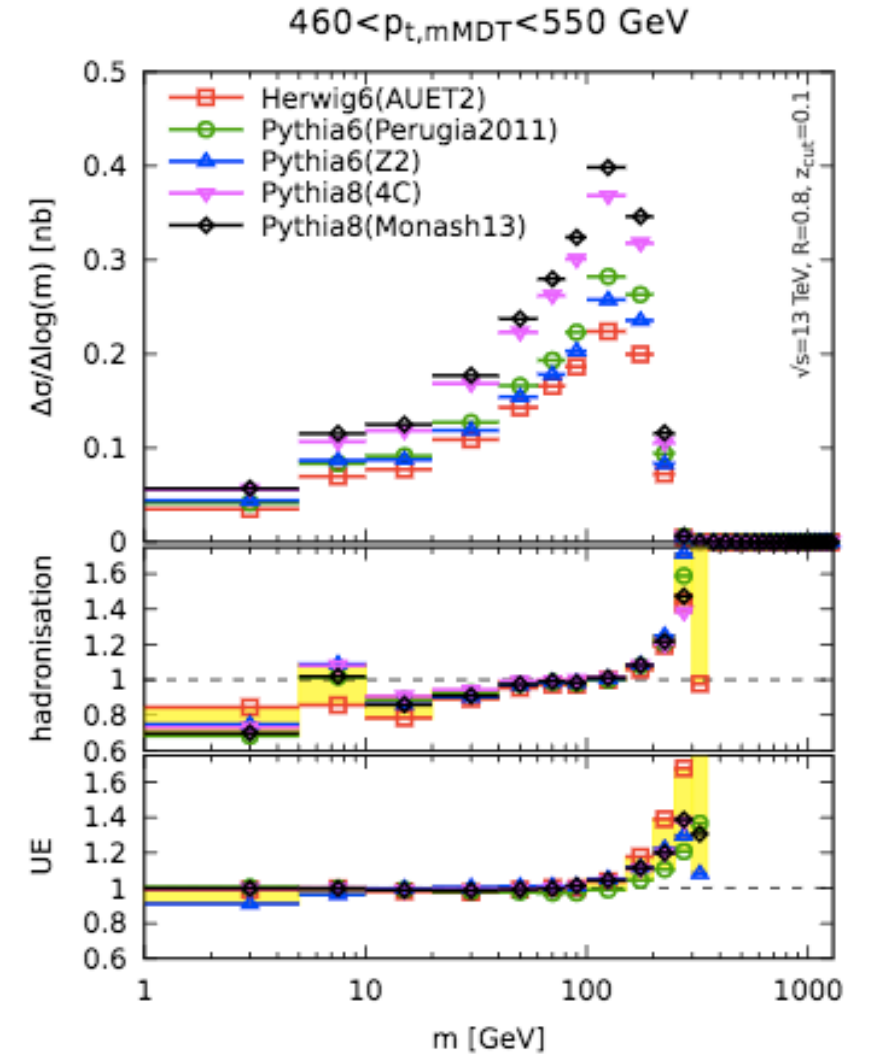 460<p_t,mMDT<550 GeV
0.5
0.4
0.3
0.2
0.1
0
Δσ/Δlog(m) [nb]
Herwig6(AUET2)
Pythia6(Perugia2011)
Pythia6(Z2)
Pythia8(4C)
Pythia8(Monash13)
√s=13 TeV, R=0.8, z_cut=0.1
1.6
1.4
1.2
1
0.8
0.6
hadronisation
1.6
1.4
1.2
1
0.8
0.6
UE
1 10 100 1000
m [GeV]